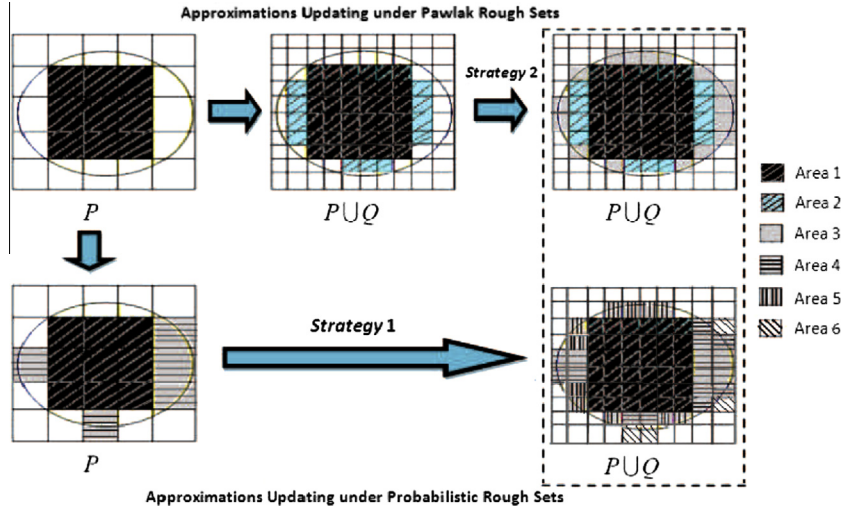 Approximations Updating under Pawlak Rough Sets
Strategy 2
P
P∪Q
Area 1
Area 2
Area 3
Area 4
Area 5
Area 6
Strategy 1
P
P∪Q
Approximations Updating under Probabilistic Rough Sets